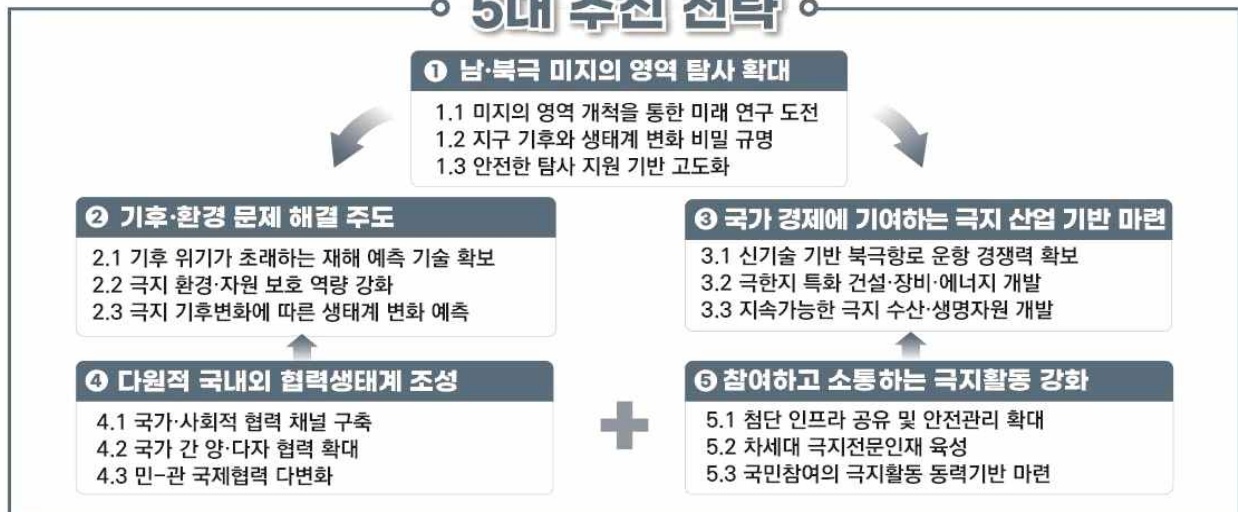 5대 추진 전략
❶ 남·북극 미지의 영역 탐사 확대
1.1 미지의 영역 개척을 통한 미래 연구 도전
1.2 지구 기후와 생태계 변화 비밀 규명
1.3 안전한 탐사 지원 기반 고도화
❷ 기후·환경 문제 해결 주도
2.1 기후 위기가 초래하는 재해 예측 기술 확보
2.2 극지 환경·자원 보호 역량 강화
2.3 극지 기후변화에 따른 생태계 변화 예측
❸ 국가 경제에 기여하는 극지 산업 기반 마련
3.1 신기술 기반 북극항로 운항 경쟁력 확보
3.2 극한지 특화 건설·장비·에너지 개발
3.3 지속가능한 극지 수산·생명자원 개발
❹ 다원적 국내외 협력생태계 조성
4.1 국가·사회적 협력 채널 구축
4.2 국가 간 양·다자 협력 확대
4.3 민-관 국제협력 다변화
❺ 참여하고 소통하는 극지활동 강화
5.1 첨단 인프라 공유 및 안전관리 확대
5.2 차세대 극지전문인재 육성
5.3 국민참여의 극지활동 동력기반 마련